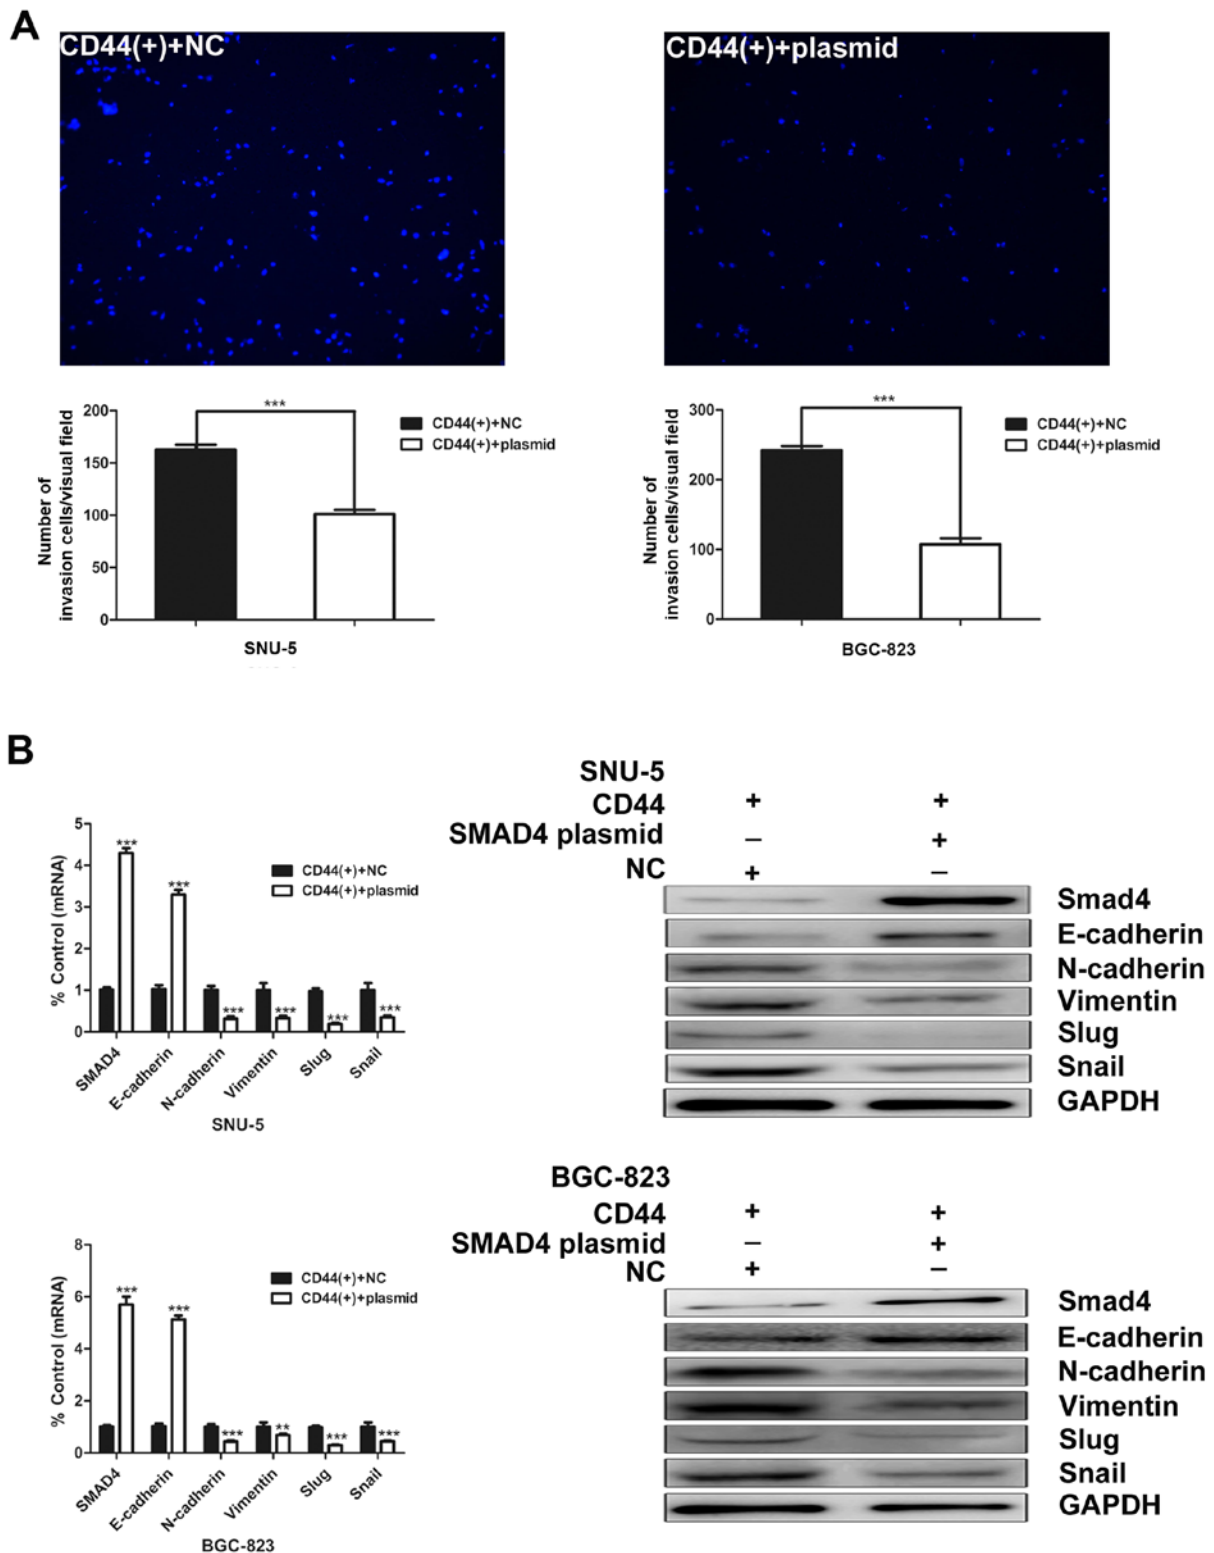 A
CD44(+)+NC
CD44(+)+plasmid
Number of
invasion cells/visual field
200
150
100
50
0
***
CD44(+)+NC
CD44(+)+plasmid
SNU-5
Number of
invasion cells/visual field
300
200
100
0
***
CD44(+)+NC
CD44(+)+plasmid
BGC-823
B
% Control (mRNA)
5
4
3
2
1
0
*** *** *** *** *** ***
CD44(+)+NC
CD44(+)+plasmid
SMAD4
E-cadherin
N-cadherin
Vimentin
Slug
Snail
SNU-5
SNU-5
CD44 + +
SMAD4 plasmid – +
NC + –
Smad4
E-cadherin
N-cadherin
Vimentin
Slug
Snail
GAPDH
% Control (mRNA)
8
6
4
2
0
*** *** *** ** *** ***
CD44(+)+NC
CD44(+)+plasmid
SMAD4
E-cadherin
N-cadherin
Vimentin
Slug
Snail
BGC-823
BGC-823
CD44 + +
SMAD4 plasmid – +
NC + –
Smad4
E-cadherin
N-cadherin
Vimentin
Slug
Snail
GAPDH